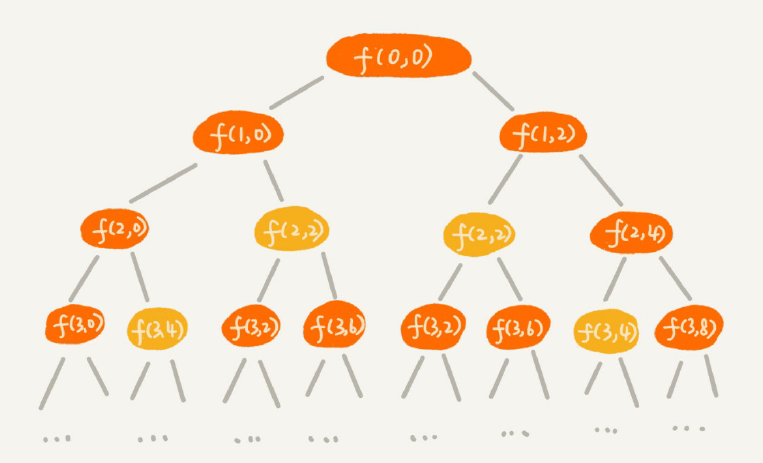 f(0,0)
f(1,0) f(1,2)
f(2,0) f(2,2) f(2,2) f(2,4)
f(3,0) f(3,4) f(3,2) f(3,6) f(3,2) f(3,6) f(3,4) f(3,8)
... ... ... ... ... ... ... ...